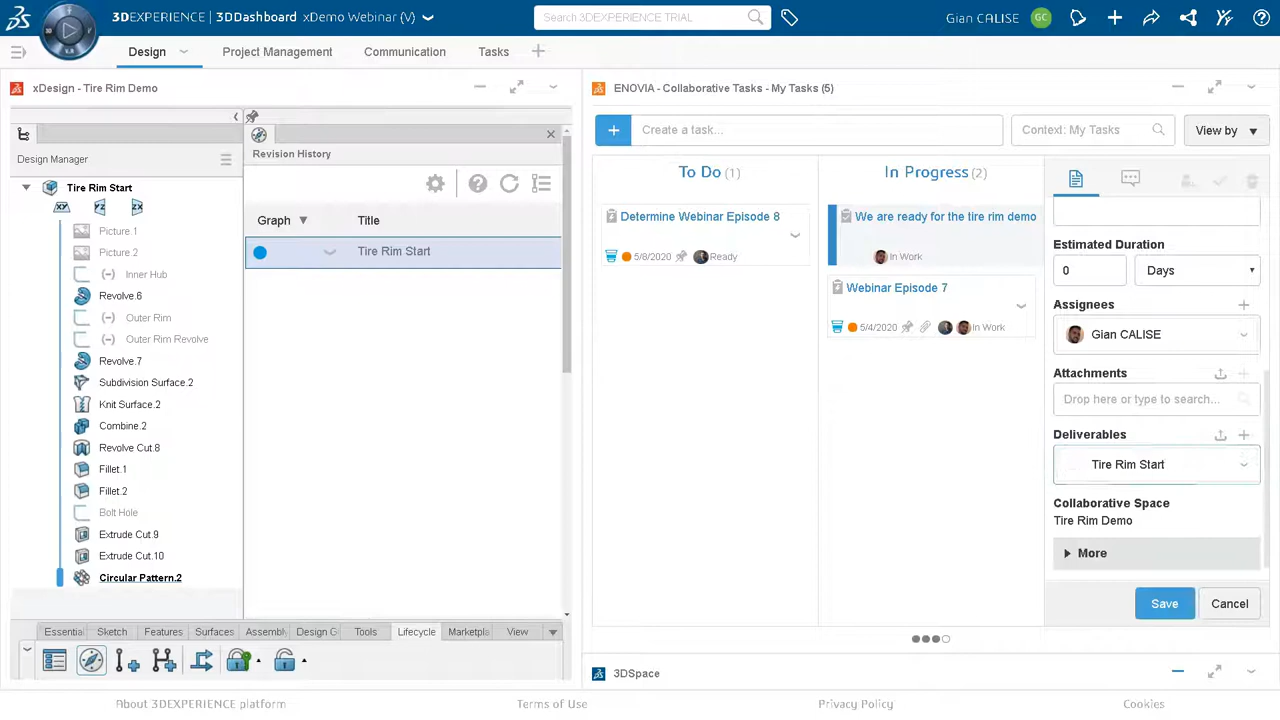 3DEXPERIENCE | 3DDashboard xDemo Webinar (V)
Search 3DEXPERIENCE TRIAL
Gian CALISE GC
Design
Project Management
Communication
Tasks
xDesign - Tire Rim Demo
Design Manager
Tire Rim Start
XY YZ ZX
Picture.1
Picture.2
(-) Inner Hub
Revolve.6
(-) Outer Rim
(-) Outer Rim Revolve
Revolve.7
Subdivision Surface.2
Knit Surface.2
Combine.2
Revolve Cut.8
Fillet.1
Fillet.2
Bolt Hole
Extrude Cut.9
Extrude Cut.10
Circular Pattern.2
Revision History
Graph
Title
Tire Rim Start
Essential
Sketch
Features
Surfaces
Assembl
Design G
Tools
Lifecycle
Marketpla
View
ENOVIA - Collaborative Tasks - My Tasks (5)
Create a task...
Context: My Tasks
View by
To Do (1)
Determine Webinar Episode 8
5/8/2020 Ready
In Progress (2)
We are ready for the tire rim demo
In Work
Webinar Episode 7
5/4/2020 In Work
Estimated Duration
0 Days
Assignees
Gian CALISE
Attachments
Drop here or type to search...
Deliverables
Tire Rim Start
Collaborative Space
Tire Rim Demo
More
Save
Cancel
3DSpace
About 3DEXPERIENCE platform
Terms of Use
Privacy Policy
Cookies